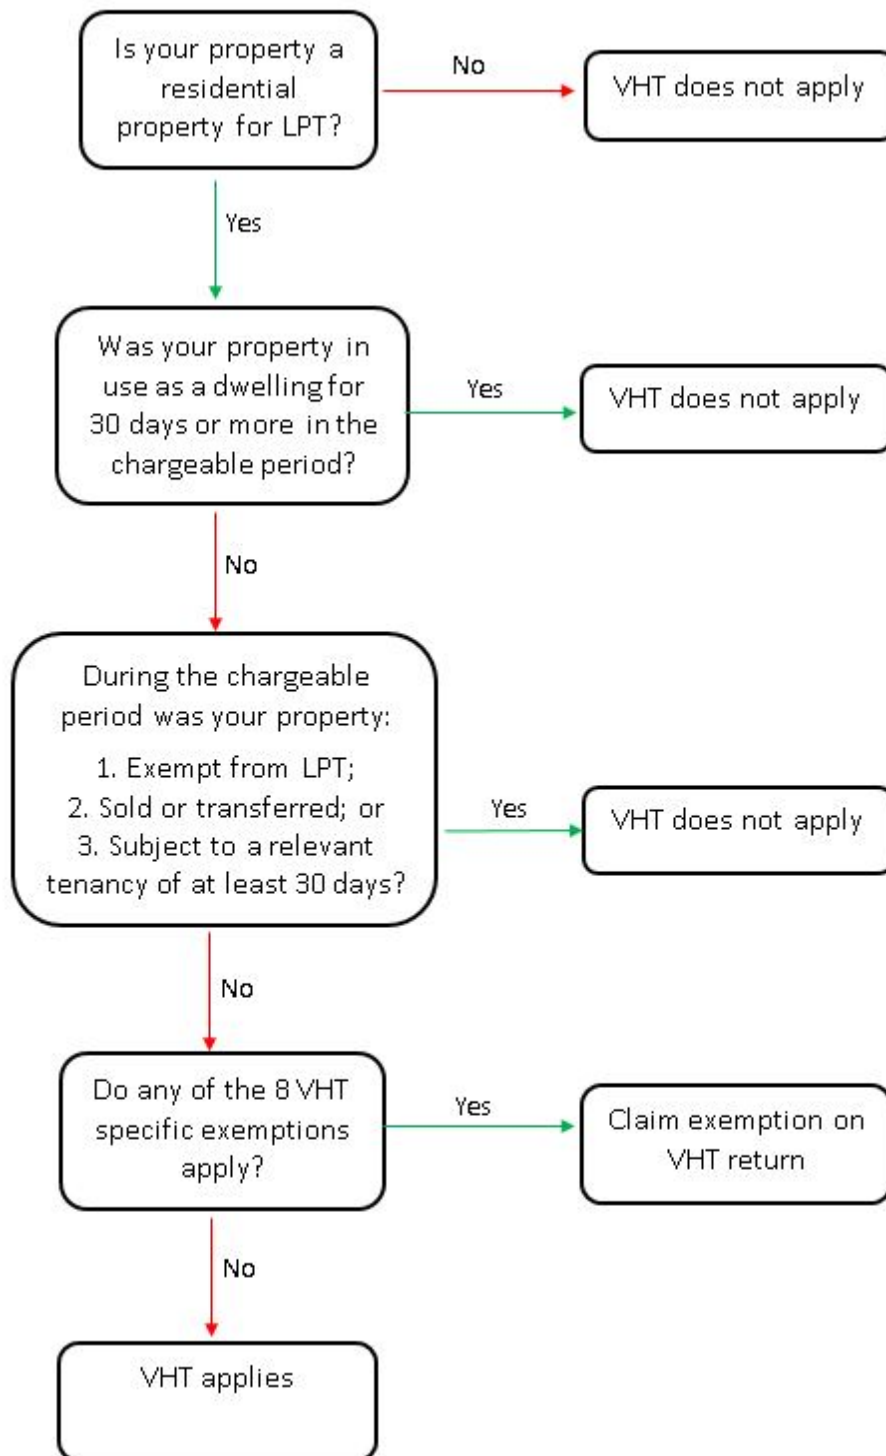 Is your property a
residential
property for LPT?
No
VHT does not apply
Yes
Was your property in
use as a dwelling for
30 days or more in the
chargeable period?
Yes
VHT does not apply
No
During the chargeable
period was your property:
1. Exempt from LPT;
2. Sold or transferred; or
3. Subject to a relevant
tenancy of at least 30 days?
Yes
VHT does not apply
No
Do any of the 8 VHT
specific exemptions
apply?
Yes
Claim exemption on
VHT return
No
VHT applies